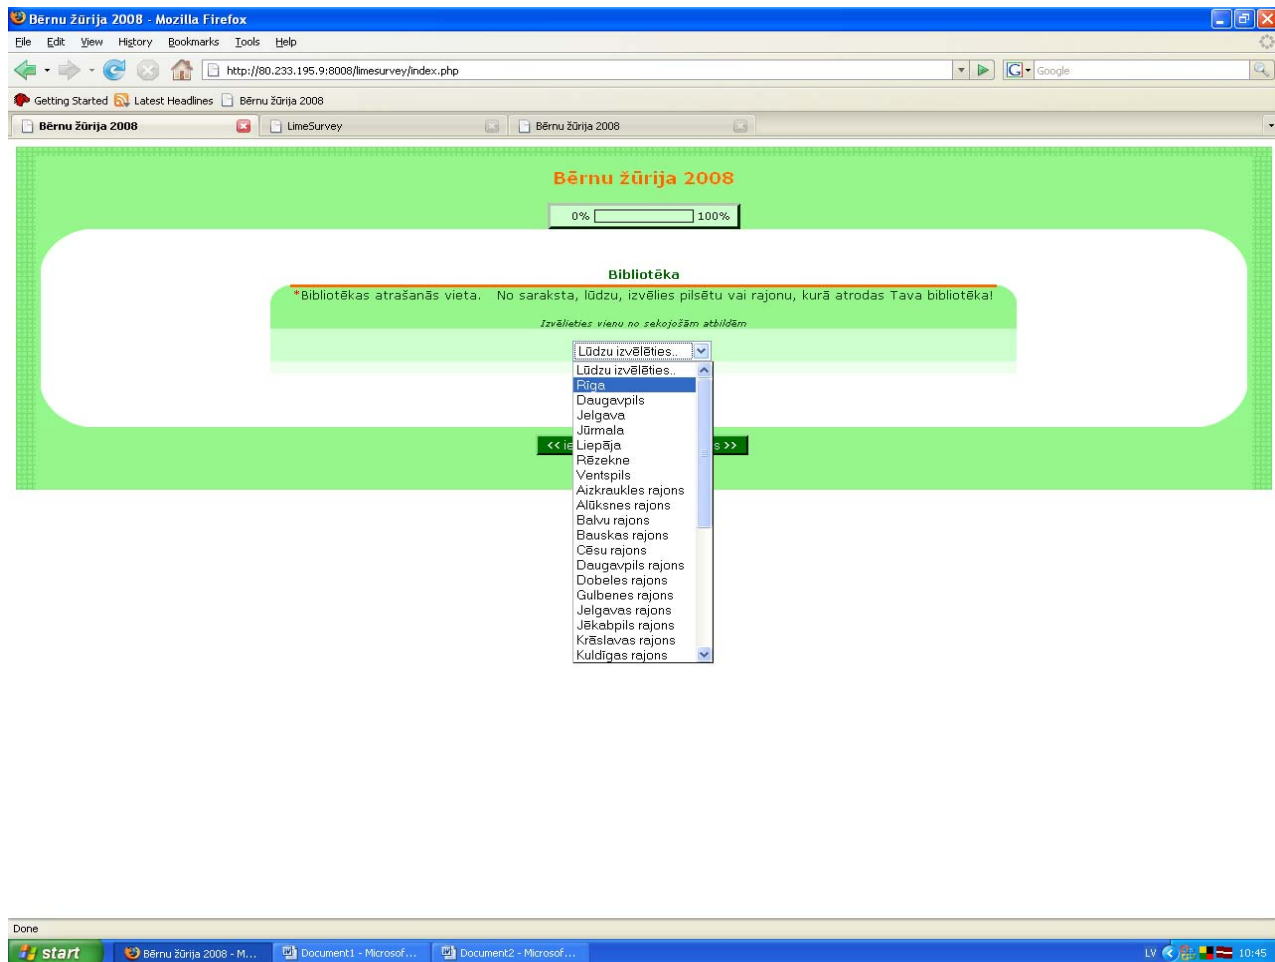 Bērnu žūrija 2008 - Mozilla Firefox
File Edit View History Bookmarks Tools Help
http://80.233.195.9:8008/limesurvey/index.php
G Google
Getting Started Latest Headlines Bērnu žūrija 2008
Bērnu žūrija 2008 LimeSurvey Bērnu žūrija 2008
Bērnu žūrija 2008
0% 100%
Bibliotēka
*Bibliotēkas atrašanās vieta. No saraksta, lūdzu, izvēlies pilsētu vai rajonu, kurā atrodas Tava bibliotēka!
Izvēlieties vienu no sekojošām atbildēm
Lūdzu izvēlēties..
Lūdzu izvēlēties..
Rīga
Daugavpils
Jelgava
Jūrmala
<< ie Liepāja s >>
Rēzekne
Ventspils
Aizkraukles rajons
Alūksnes rajons
Balvu rajons
Bauskas rajons
Cēsu rajons
Daugavpils rajons
Dobeles rajons
Gulbenes rajons
Jelgavas rajons
Jēkabpils rajons
Krāslavas rajons
Kuldīgas rajons
Done
start Bērnu žūrija 2008 - M... Document1 - Microsof... Document2 - Microsof... LV 10:45